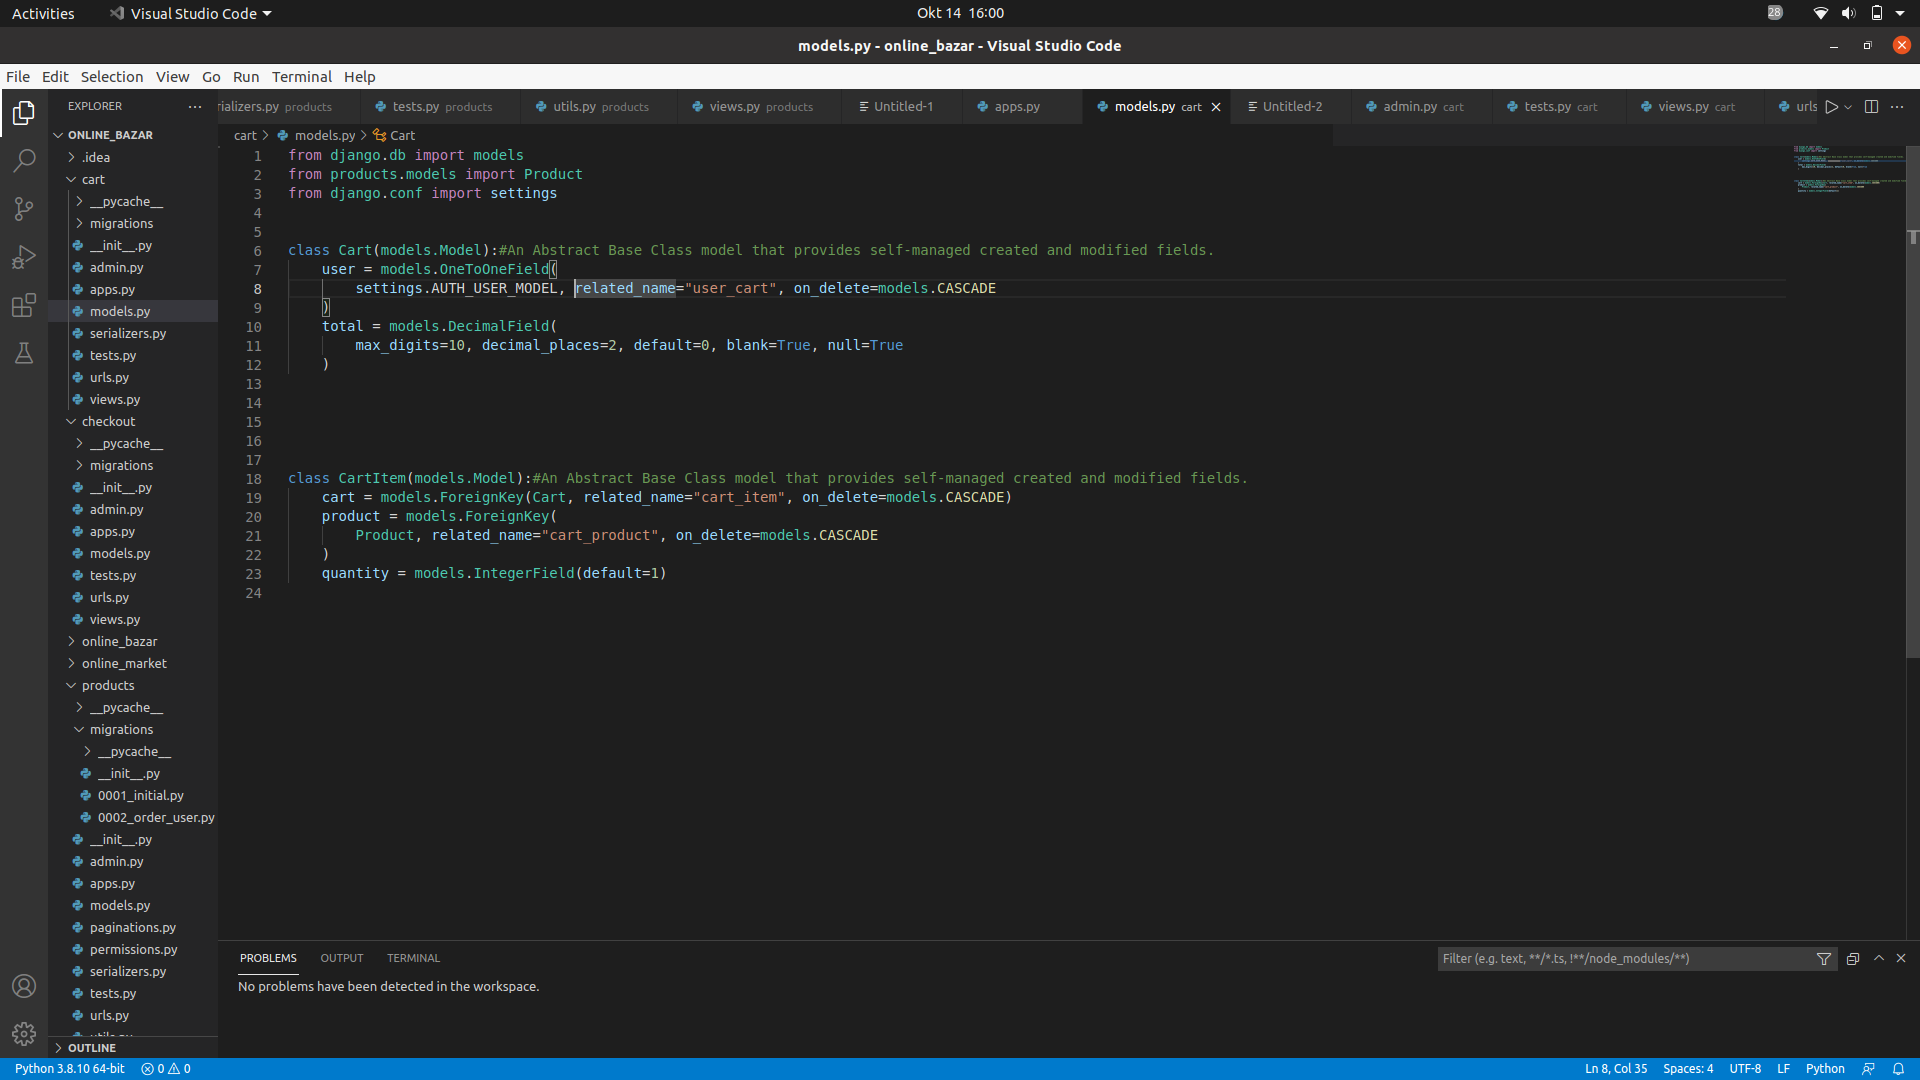 Activities Visual Studio Code Okt 14 16:00 28
models.py - online_bazar - Visual Studio Code
File Edit Selection View Go Run Terminal Help
EXPLORER
ONLINE_BAZAR
.idea
cart
__pycache__
migrations
__init__.py
admin.py
apps.py
models.py
serializers.py
tests.py
urls.py
views.py
checkout
__pycache__
migrations
__init__.py
admin.py
apps.py
models.py
tests.py
urls.py
views.py
online_bazar
online_market
products
__pycache__
migrations
__pycache__
__init__.py
0001_initial.py
0002_order_user.py
__init__.py
admin.py
apps.py
models.py
paginations.py
permissions.py
serializers.py
tests.py
urls.py
OUTLINE
rializers.py products tests.py products utils.py products views.py products Untitled-1 apps.py models.py cart Untitled-2 admin.py cart tests.py cart views.py cart urls
cart > models.py > Cart
1 from django.db import models
2 from products.models import Product
3 from django.conf import settings
4
5
6 class Cart(models.Model):#An Abstract Base Class model that provides self-managed created and modified fields.
7 user = models.OneToOneField(
8 settings.AUTH_USER_MODEL, related_name="user_cart", on_delete=models.CASCADE
9 )
10 total = models.DecimalField(
11 max_digits=10, decimal_places=2, default=0, blank=True, null=True
12 )
13
14
15
16
17
18 class CartItem(models.Model):#An Abstract Base Class model that provides self-managed created and modified fields.
19 cart = models.ForeignKey(Cart, related_name="cart_item", on_delete=models.CASCADE)
20 product = models.ForeignKey(
21 Product, related_name="cart_product", on_delete=models.CASCADE
22 )
23 quantity = models.IntegerField(default=1)
24
PROBLEMS OUTPUT TERMINAL Filter (e.g. text, **/*.ts, !**/node_modules/**)
No problems have been detected in the workspace.
Python 3.8.10 64-bit 0 0 Ln 8, Col 35 Spaces: 4 UTF-8 LF Python